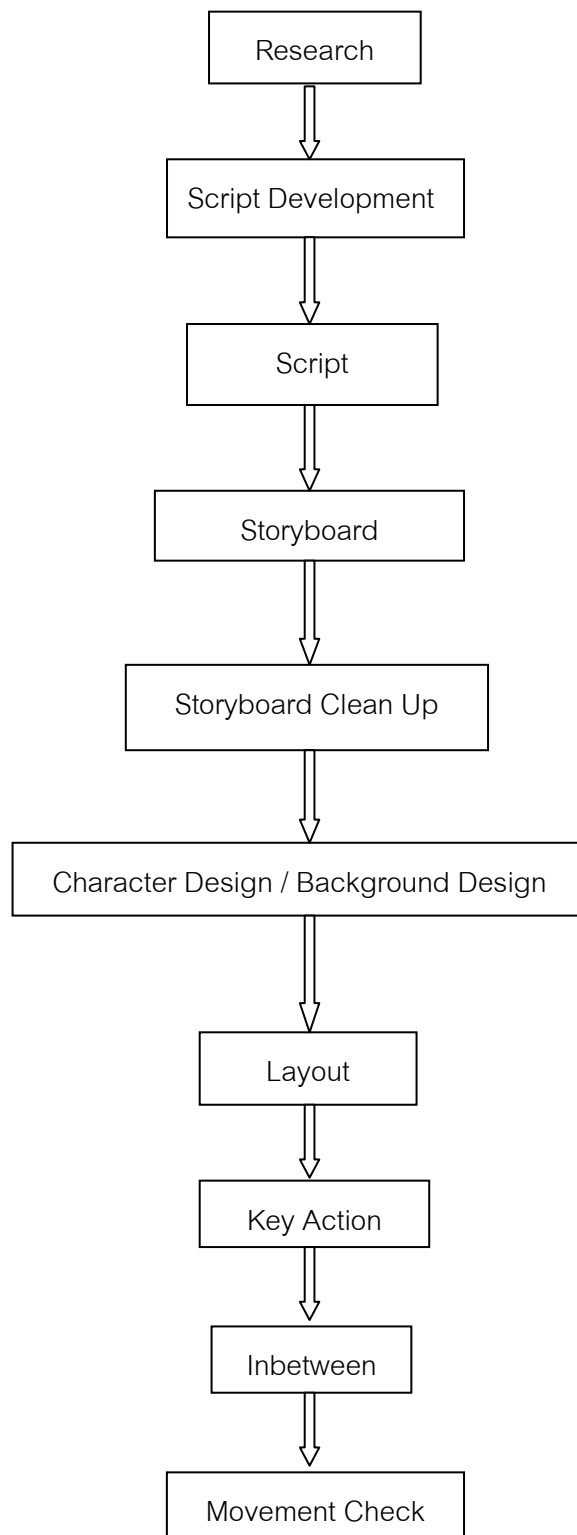 Research
Script Development
Script
Storyboard
Storyboard Clean Up
Character Design / Background Design
Layout
Key Action
Inbetween
Movement Check